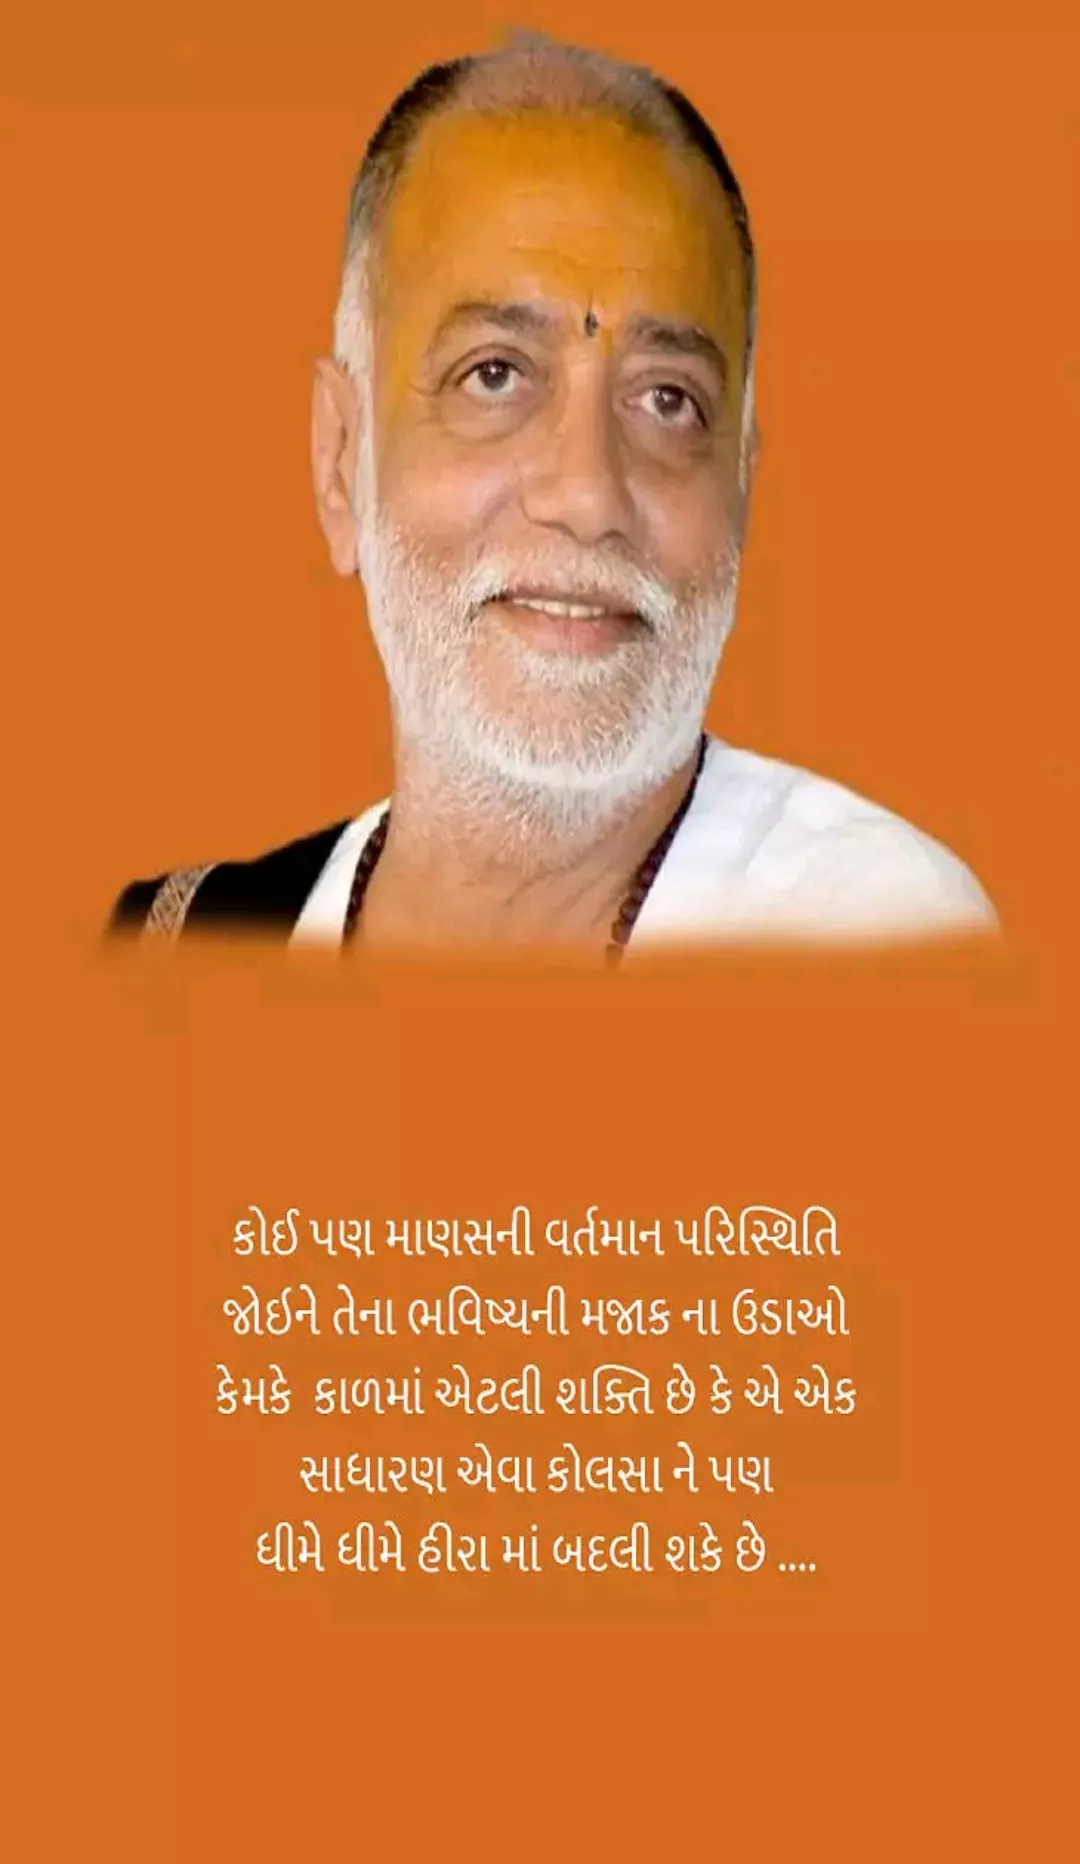 કોઈ પણ માણસની વર્તમાન પરિસ્થિતિ
જોઇને તેના ભવિષ્યની મજાક ના ઉડાઓ
કેમકે કાળમાં એટલી શક્તિ છે કે એ એક
સાધારણ એવા કોલસા ને પણ
ધીમે ધીમે હીરા માં બદલી શકે છે ....